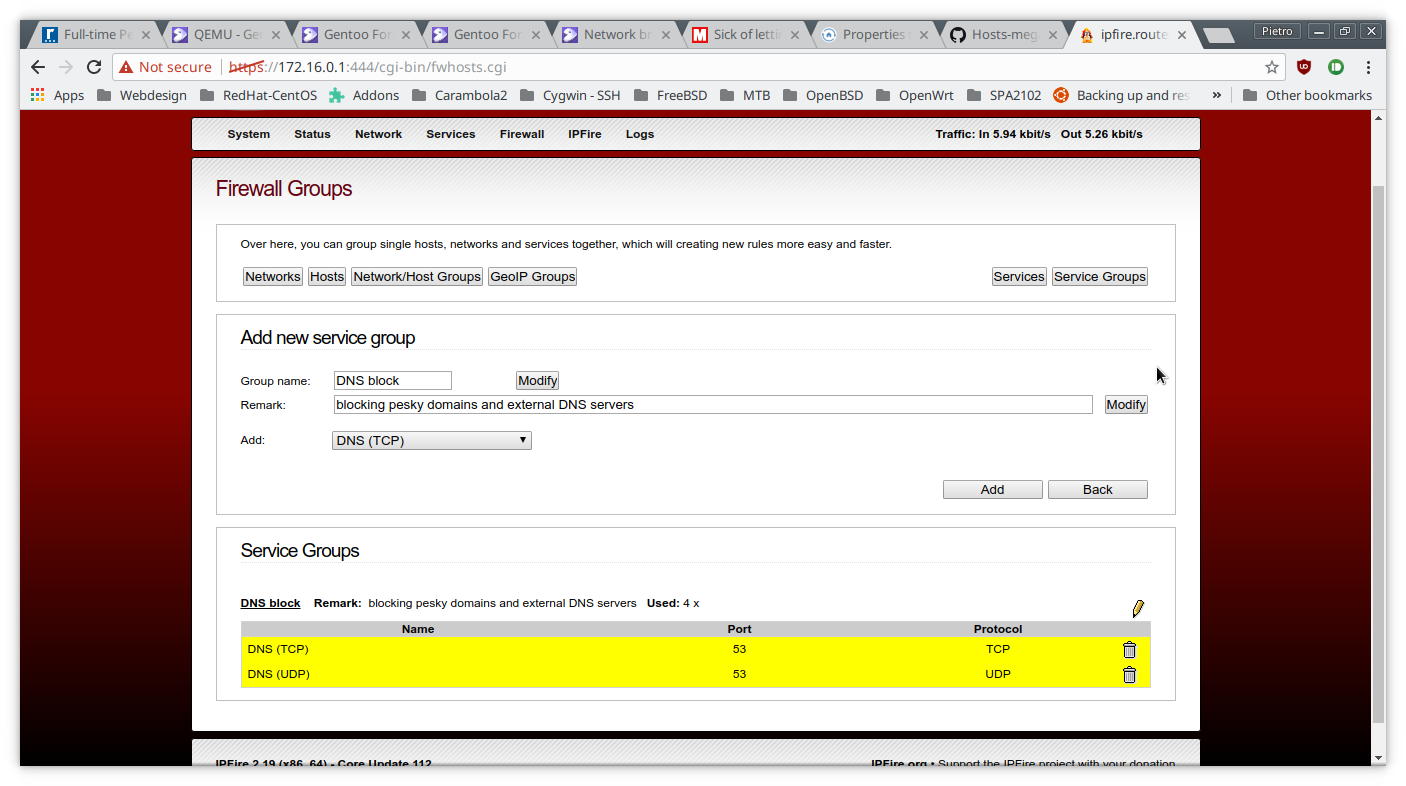 Full-time Pe QEMU - Gen Gentoo For Gentoo For Network br Sick of letti Properties Hosts-meg ipfire.route Pietro
Not secure https://172.16.0.1:444/cgi-bin/fwhosts.cgi
Apps Webdesign RedHat-CentOS Addons Carambola2 Cygwin - SSH FreeBSD MTB OpenBSD OpenWrt SPA2102 Backing up and res » Other bookmarks
System Status Network Services Firewall IPFire Logs Traffic: In 5.94 kbit/s Out 5.26 kbit/s
Firewall Groups
Over here, you can group single hosts, networks and services together, which will creating new rules more easy and faster.
Networks Hosts Network/Host Groups GeoIP Groups Services Service Groups
Add new service group
Group name: DNS block Modify
Remark: blocking pesky domains and external DNS servers Modify
Add: DNS (TCP)
Add Back
Service Groups
DNS block Remark: blocking pesky domains and external DNS servers Used: 4 x
Name Port Protocol
DNS (TCP) 53 TCP
DNS (UDP) 53 UDP
IPFire 2.19 (x86_64) - Core Update 112 IPFire.org • Support the IPFire project with your donation